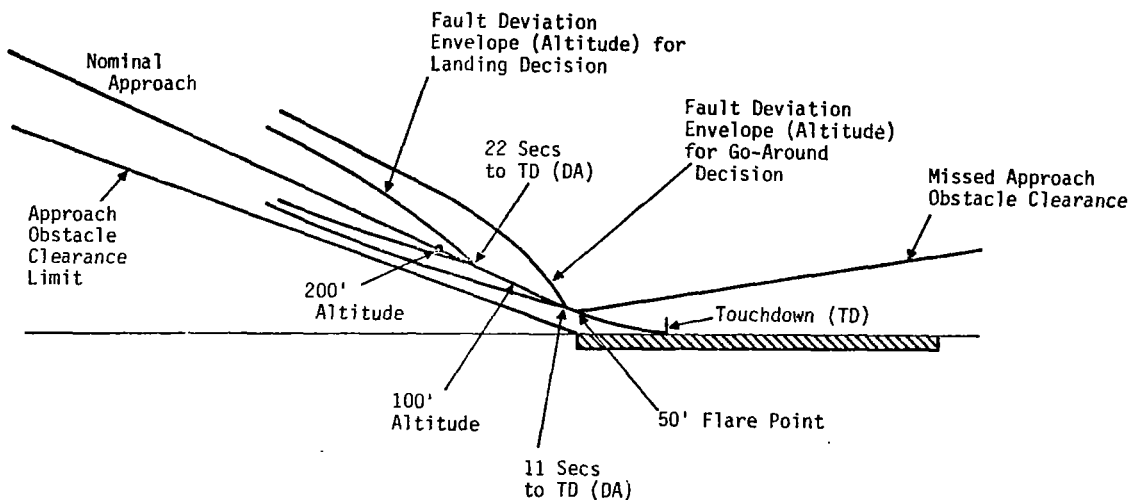 Fault Deviation
Envelope (Altitude) for
Landing Decision
Nominal
Approach
Fault Deviation
Envelope (Altitude)
for Go-Around
Decision
22 Secs
to TD (DA)
Missed Approach
Obstacle Clearance
Approach
Obstacle
Clearance
Limit
200'
Altitude
Touchdown (TD)
100'
Altitude
50' Flare Point
11 Secs
to TD (DA)